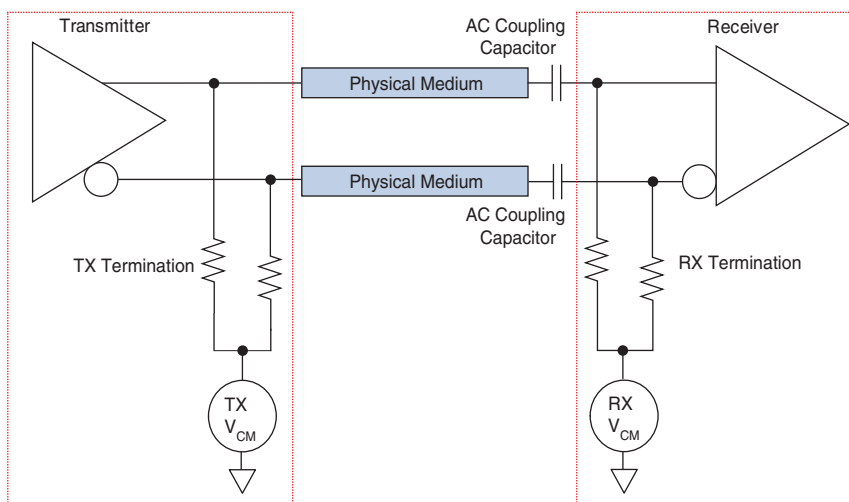 Transmitter
AC Coupling
Capacitor
Receiver
Physical Medium
Physical Medium
AC Coupling
Capacitor
TX Termination
RX Termination
TX
VCM
RX
VCM